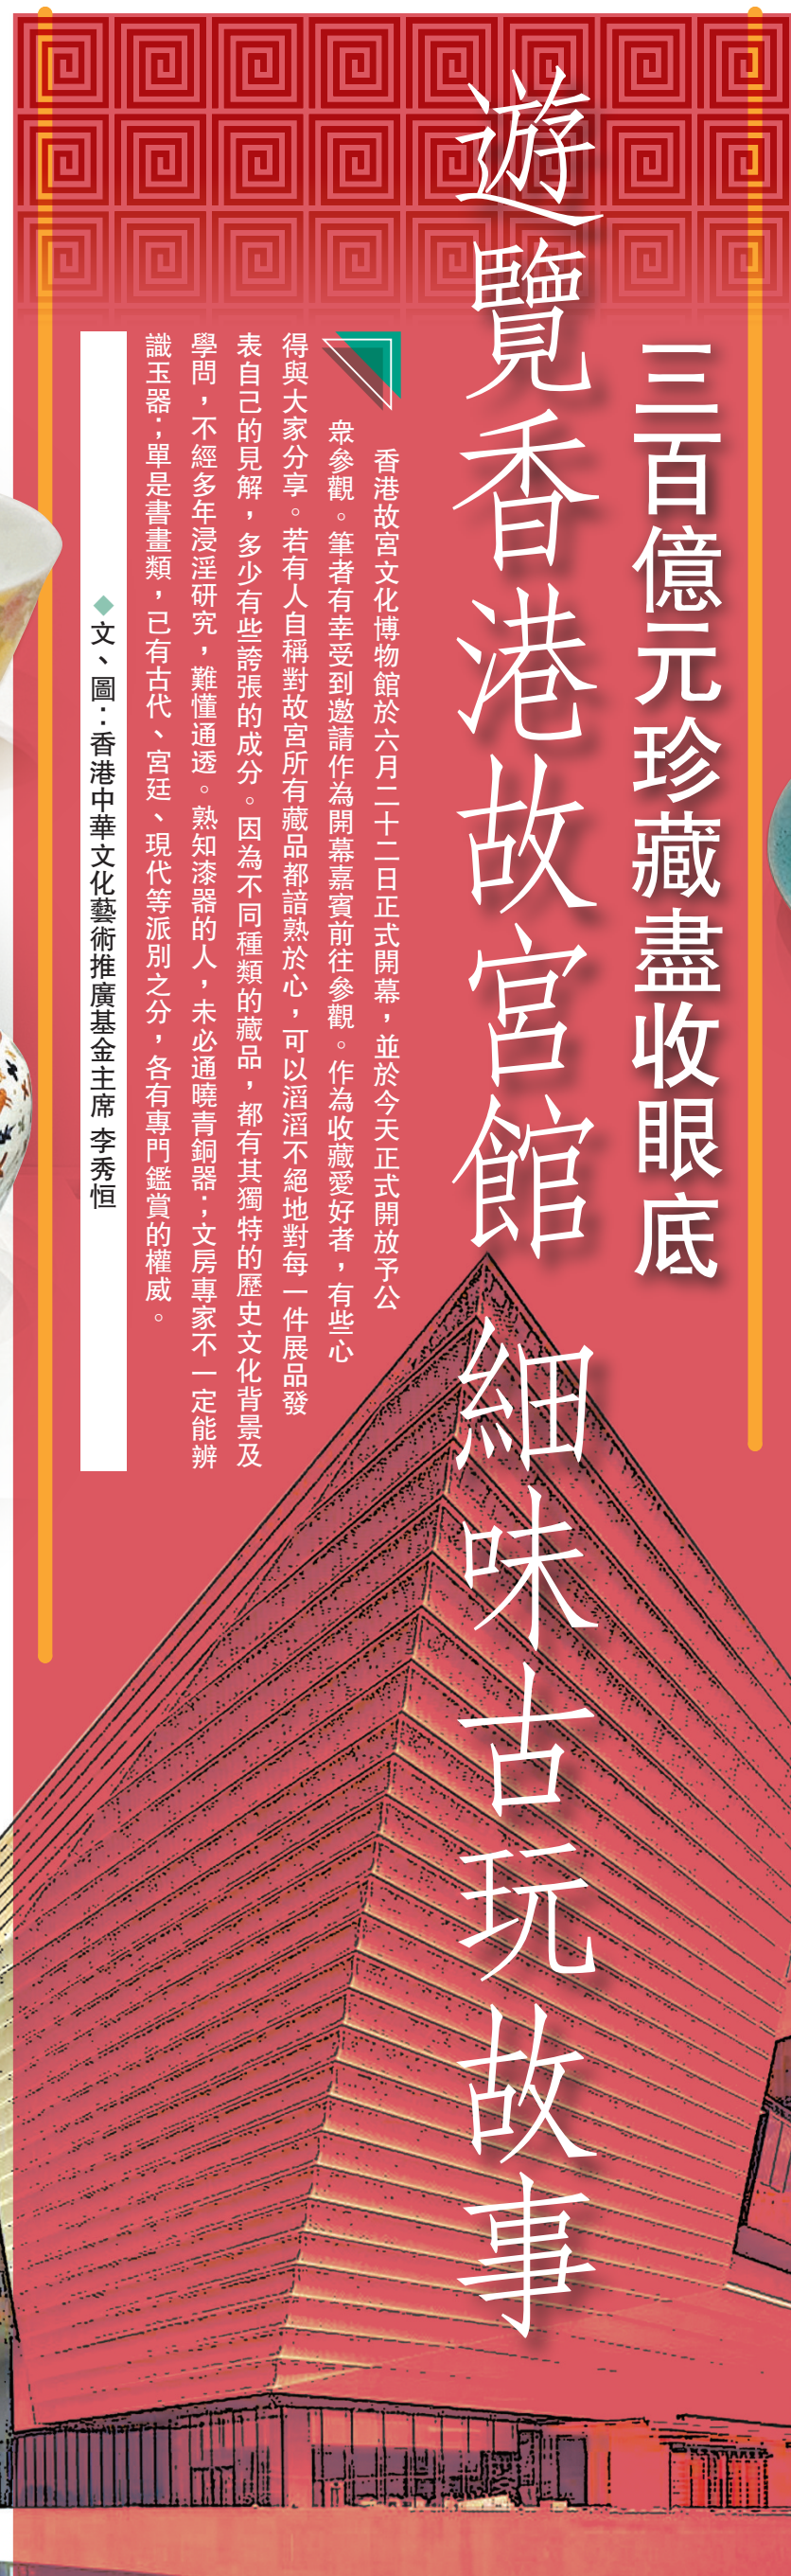 三百億元珍藏盡收眼底
遊覽香港故宮館 細味古玩故事
香港故宮文化博物館於六月二十二日正式開幕，並於今天正式開放予公
眾參觀。筆者有幸受到邀請作為開幕嘉賓前往參觀。作為收藏愛好者，有些心
得與大家分享。若有人自稱對故宮所有藏品都諳熟於心，可以滔滔不絕地對每一件展品發
表自己的見解，多少有些誇張的成分。因為不同種類的藏品，都有其獨特的歷史文化背景及
學問，不經多年浸淫研究，難懂通透。熟知漆器的人，未必通曉青銅器；文房專家不一定能辨
識玉器；單是書畫類，已有古代、宮廷、現代等派別之分，各有專門鑑賞的權威。
◆文、圖：香港中華文化藝術推廣基金主席 李秀恒